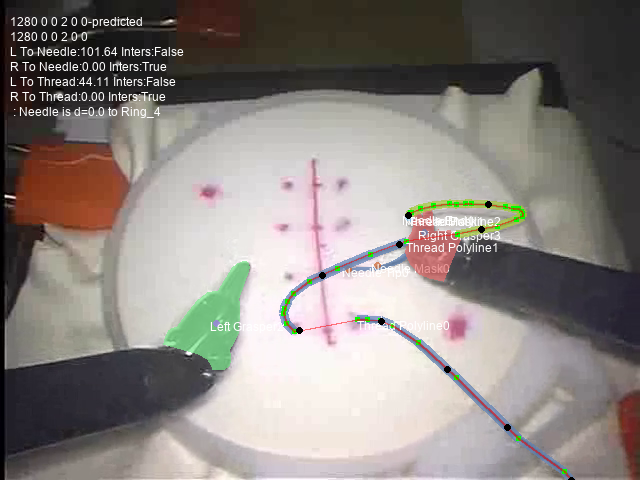 1280 0 0 2 0 0-predicted
1280 0 0 2 0 0
L To Needle:101.64 Inters:False
R To Needle:0.00 Inters:True
L To Thread:44.11 Inters:False
R To Thread:0.00 Inters:True
: Needle is d=0.0 to Ring_4
Right Grasper3
Thread Polyline1
Needle Mask0
Left Grasper
Thread Polyline0